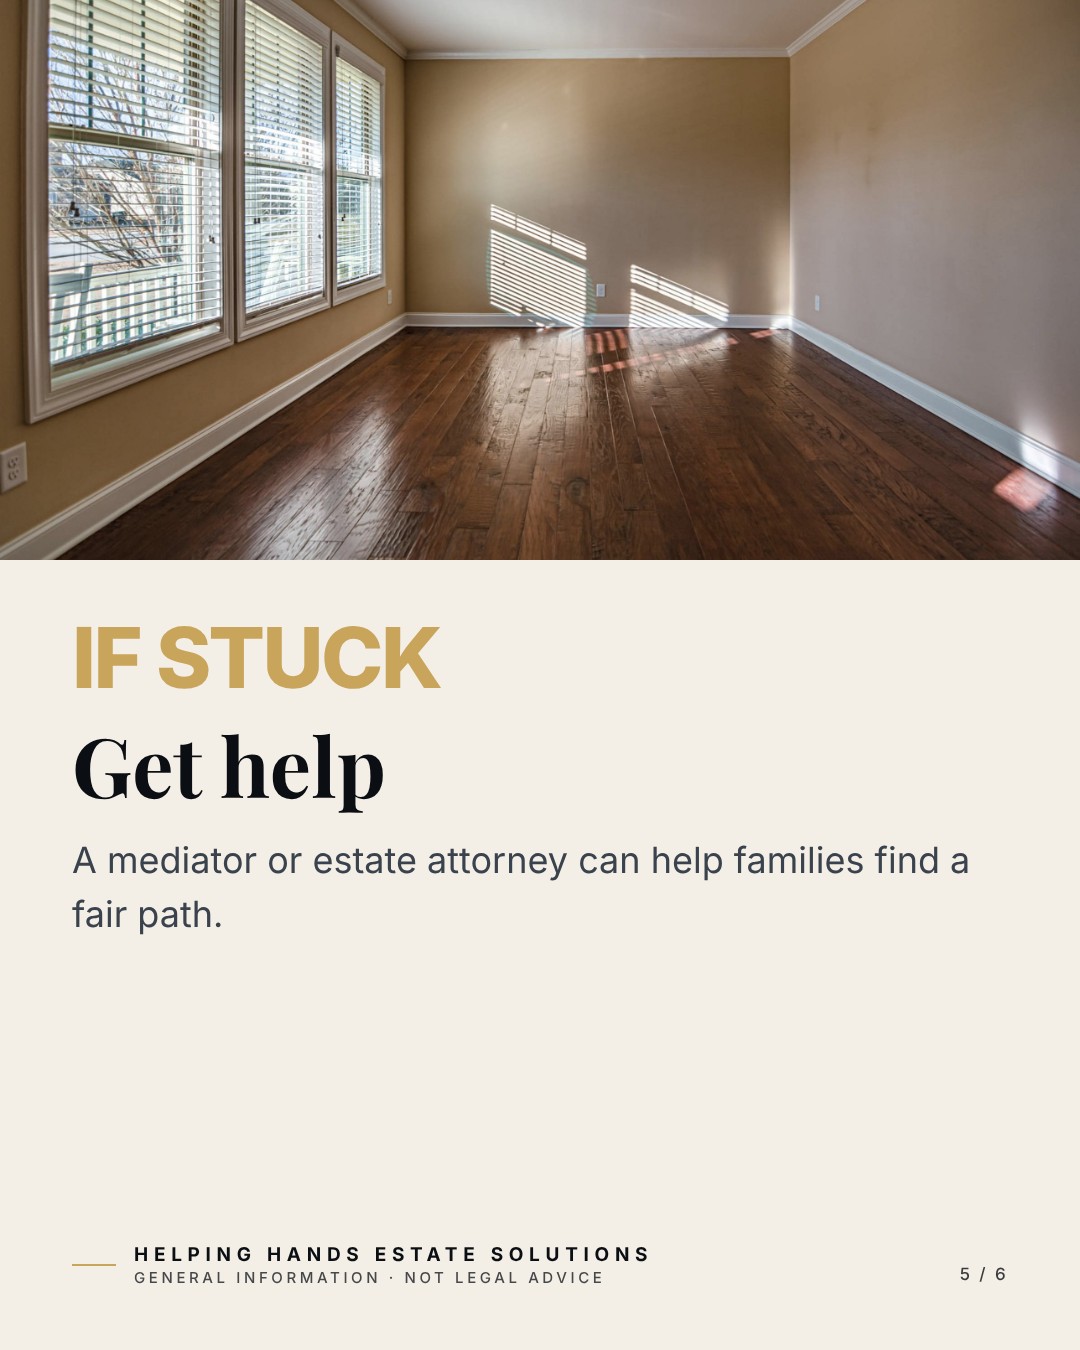 IF STUCK
Get help
A mediator or estate attorney can help families find a
fair path.
HELPING HANDS ESTATE SOLUTIONS
GENERAL INFORMATION · NOT LEGAL ADVICE
5 / 6